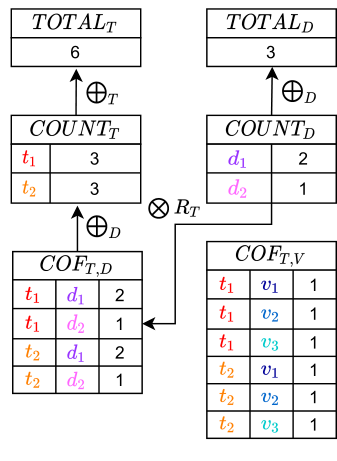 TOTAL_T
6
⊕_T
COUNT_T
t_1 3
t_2 3
⊕_D
COF_{T,D}
t_1 d_1 2
t_1 d_2 1
t_2 d_1 2
t_2 d_2 1
TOTAL_D
3
⊕_D
COUNT_D
d_1 2
d_2 1
⊗ R_T
COF_{T,V}
t_1 v_1 1
t_1 v_2 1
t_1 v_3 1
t_2 v_1 1
t_2 v_2 1
t_2 v_3 1